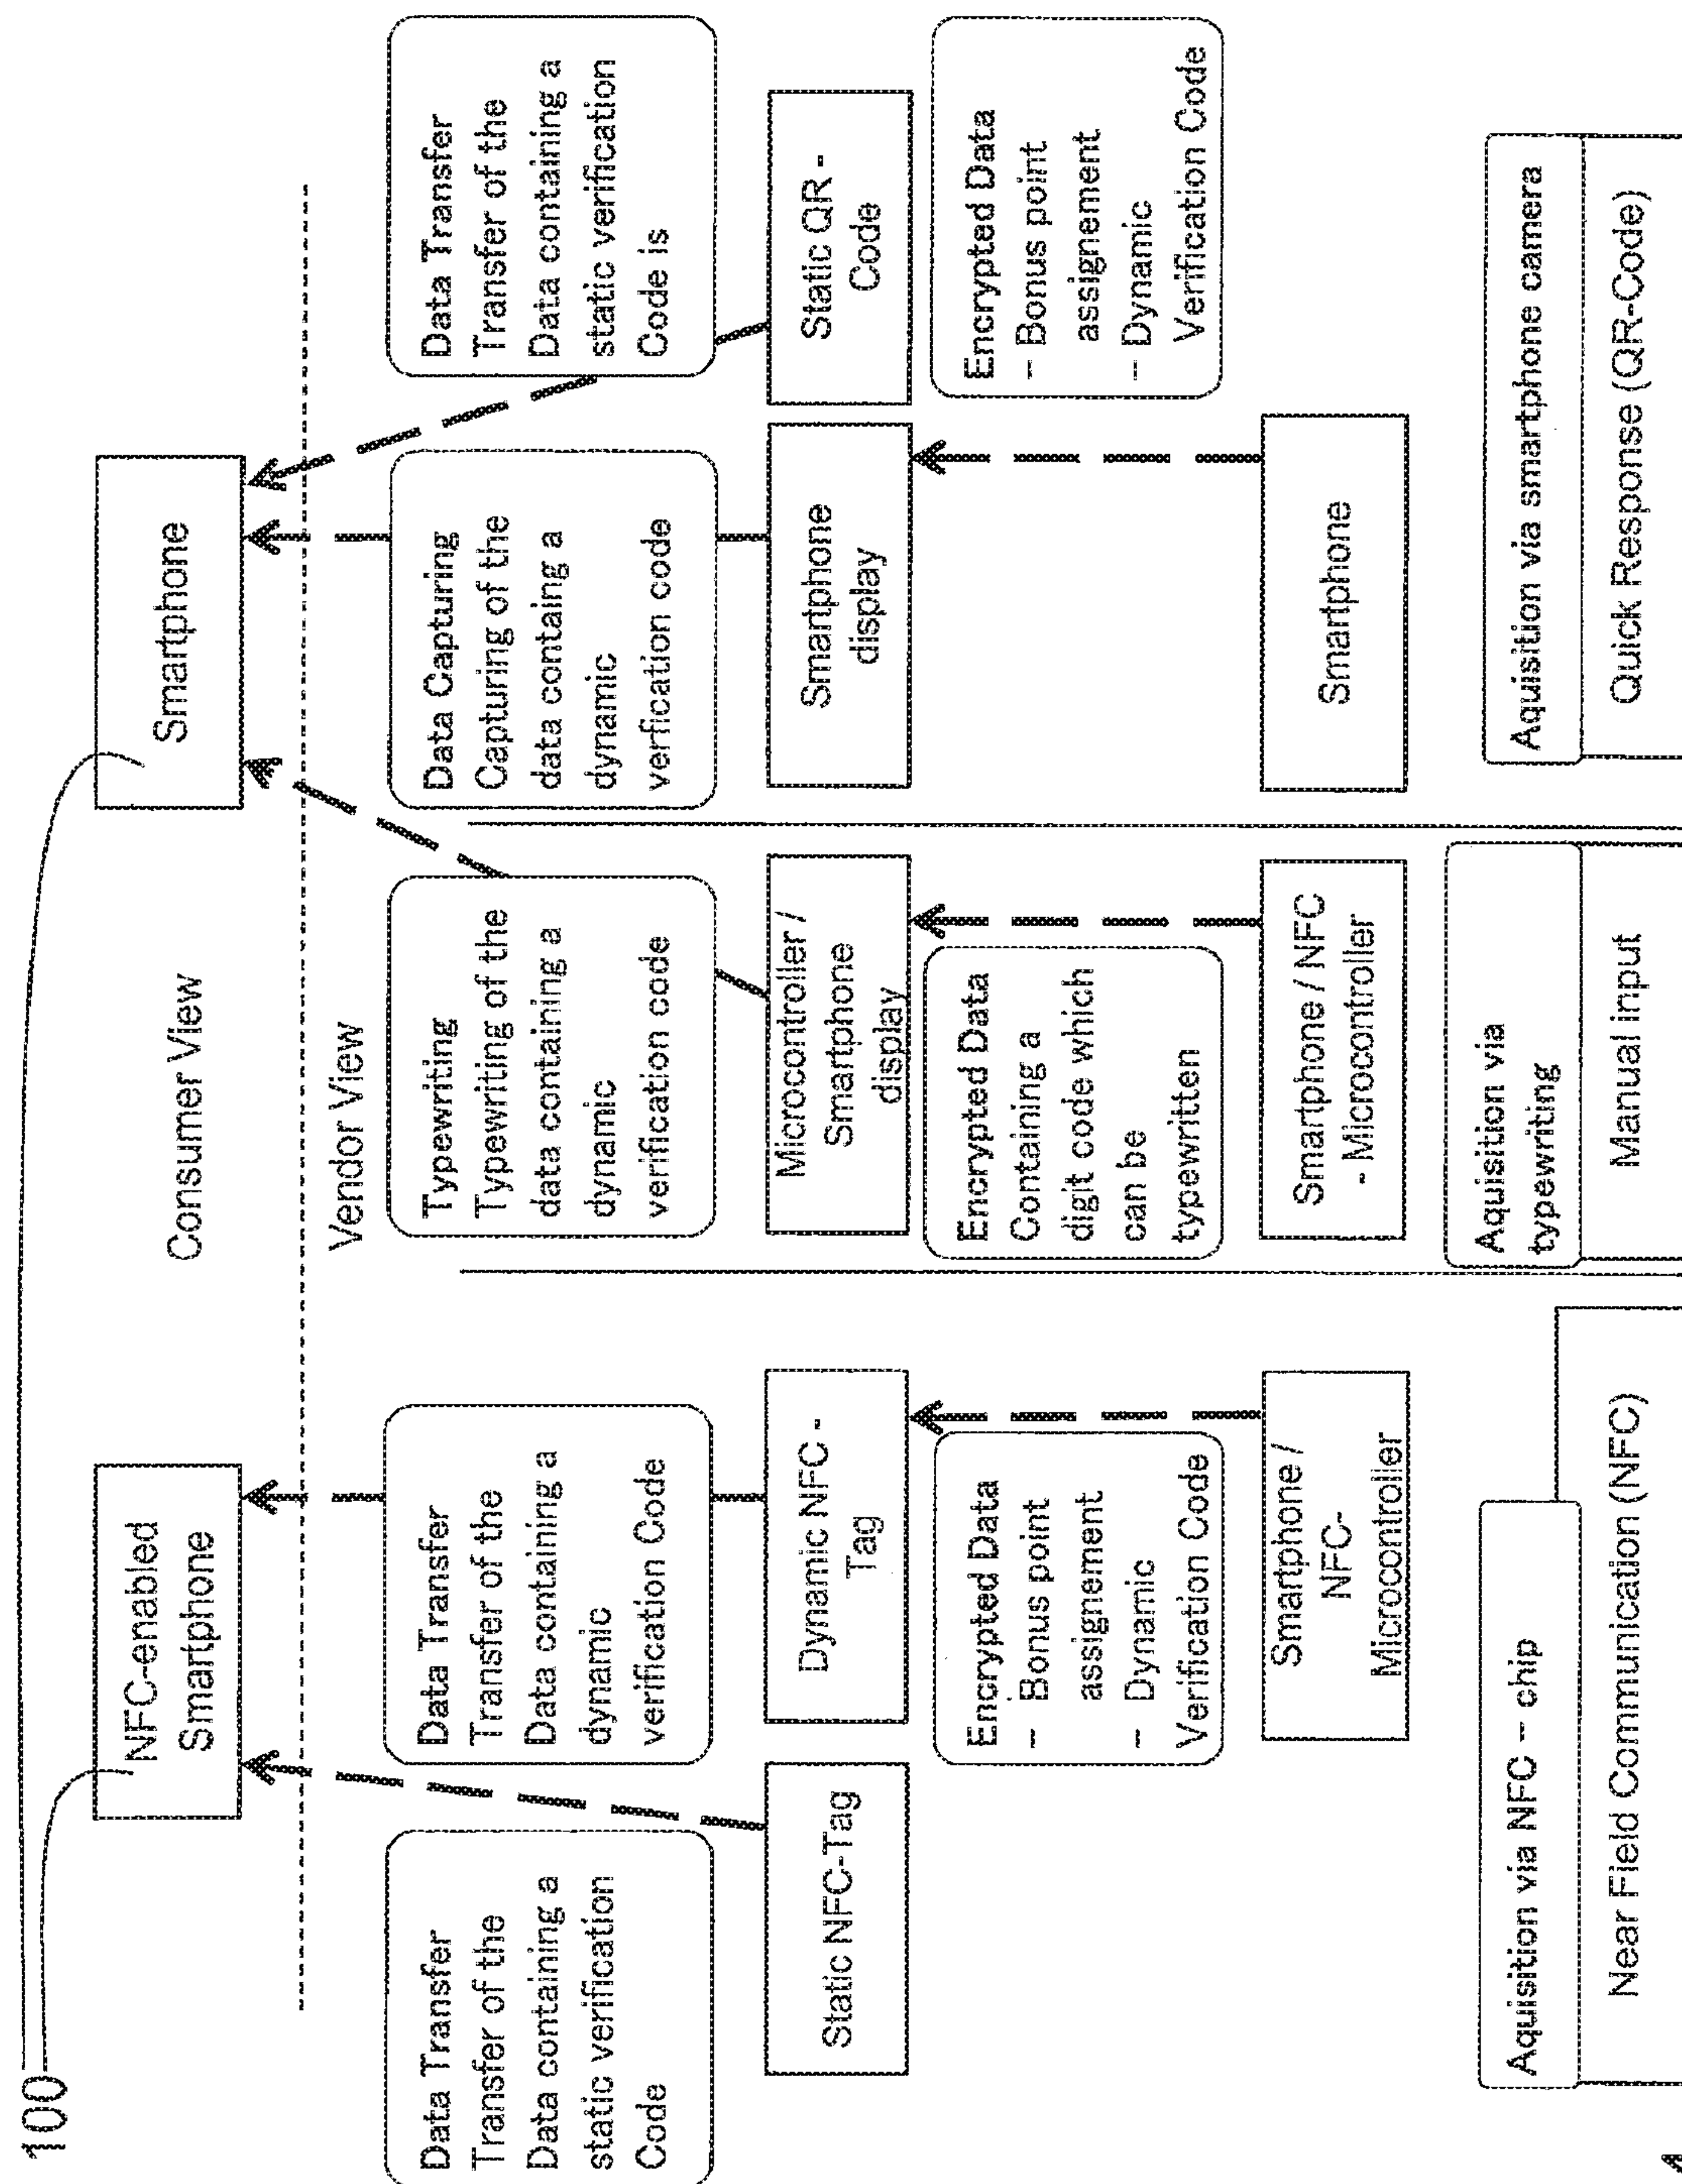 100
NFC-enabled
Smartphone
Consumer View
Smartphone
Vendor View
Data Transfer
Transfer of the
Data containing a
static verification
Code
Data Transfer
Transfer of the
Data containing a
dynamic
verification Code
Typewriting
Typewriting of the
data containing a
dynamic
verification code
Data Capturing
Capturing of the
data containing a
dynamic
verfication code
Data Transfer
Transfer of the
Data containing a
static verification
Code is
Static NFC-Tag
Dynamic NFC -
Tag
Microcontroller /
Smartphone
display
Smartphone
display
Static QR -
Code
Encrypted Data
– Bonus point
assignement
– Dynamic
Verification Code
Encrypted Data
Containing a
digit code which
can be
typewritten
Encrypted Data
– Bonus point
assignement
– Dynamic
Verification Code
Smartphone /
NFC-
Microcontroller
Smartphone / NFC
- Microcontroller
Smartphone
Aquisition via NFC – chip
Near Field Communication (NFC)
Aquisition via
typewriting
Manual input
Aquisition via smartphone camera
Quick Response (QR-Code)